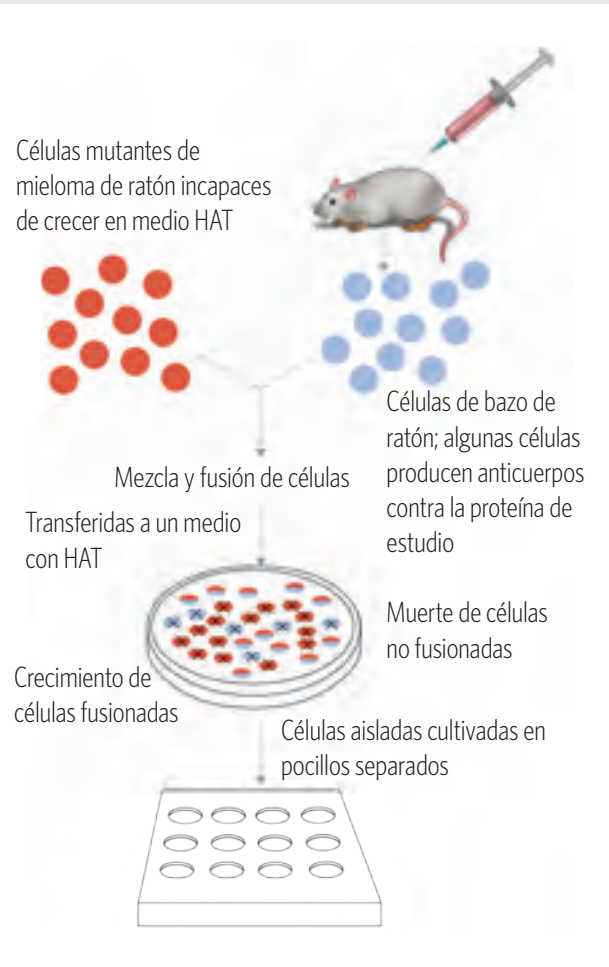 Células mutantes de
mieloma de ratón incapaces
de crecer en medio HAT
Células de bazo de
ratón; algunas células
producen anticuerpos
contra la proteína de
estudio
Mezcla y fusión de células
Transferidas a un medio
con HAT
Muerte de células
no fusionadas
Crecimiento de
células fusionadas
Células aisladas cultivadas en
pocillos separados